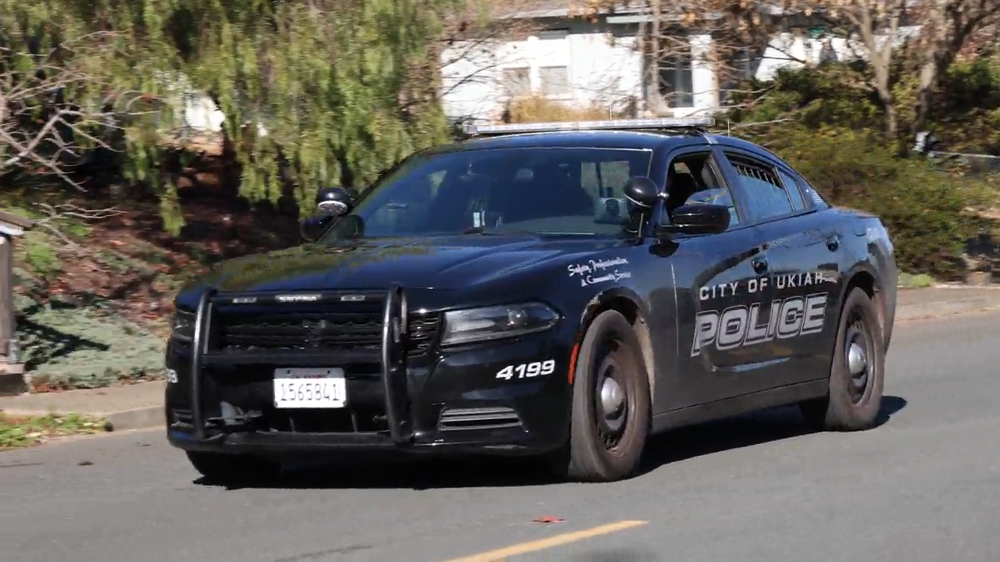 Safety, Professionalism
& Community Service
CITY OF UKIAH
POLICE
4199
1565841